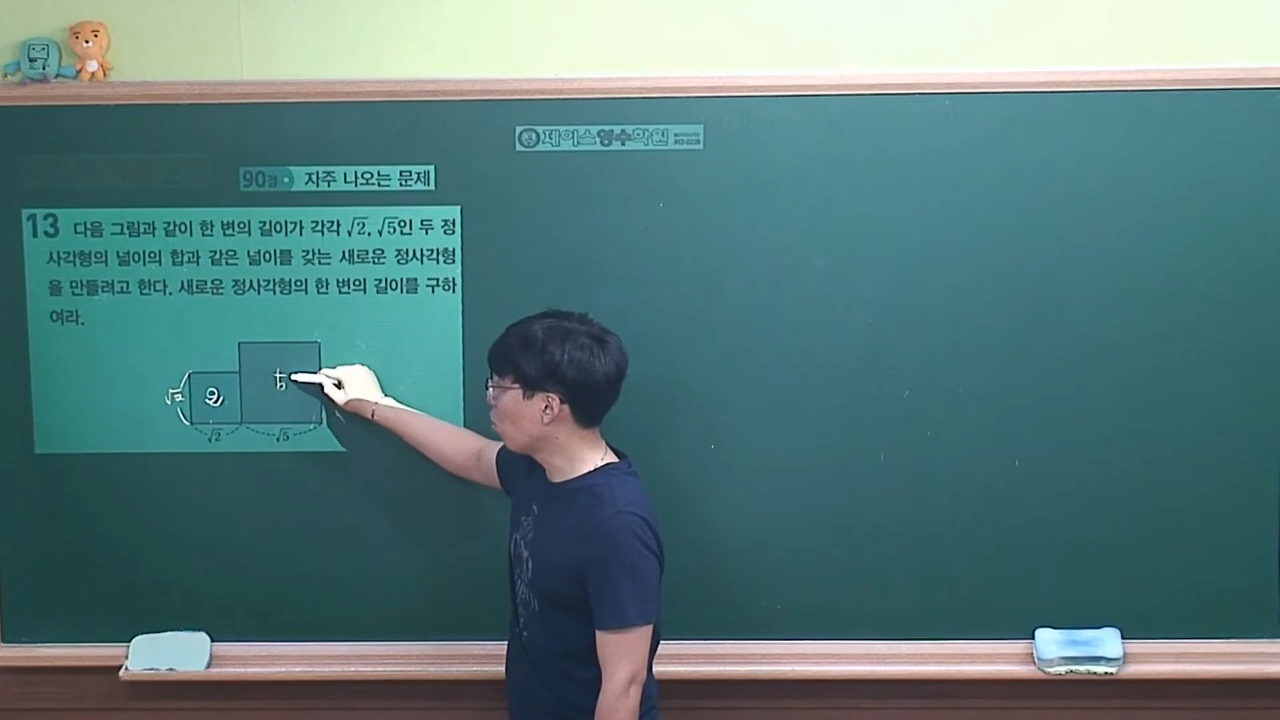 제이스영수학원
90점 자주 나오는 문제
13 다음 그림과 같이 한 변의 길이가 각각 √2, √5인 두 정
사각형의 넓이의 합과 같은 넓이를 갖는 새로운 정사각형
을 만들려고 한다. 새로운 정사각형의 한 변의 길이를 구하
여라.
√2 2 5
√2 √5